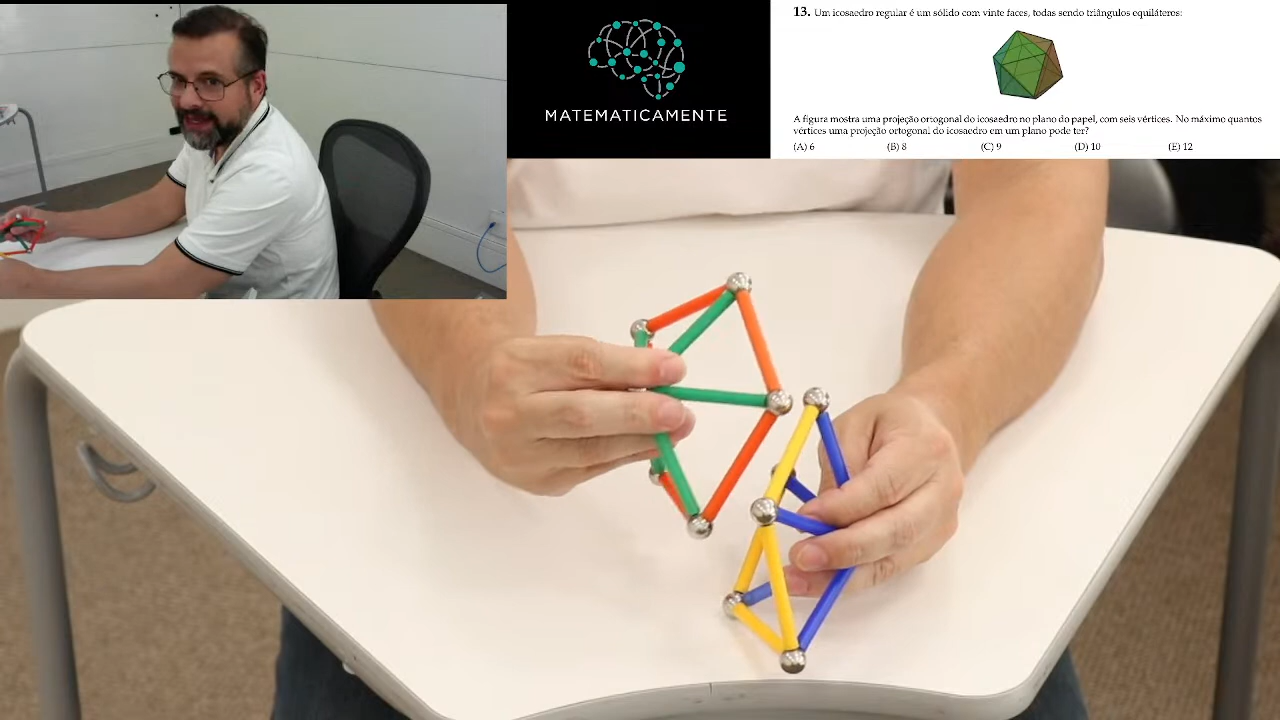 MATEMATICAMENTE
13. Um icosaedro regular é um sólido com vinte faces, todas sendo triângulos equiláteros:
A figura mostra uma projeção ortogonal do icosaedro no plano do papel, com seis vértices. No máximo quantos
vértices uma projeção ortogonal do icosaedro em um plano pode ter?
(A) 6 (B) 8 (C) 9 (D) 10 (E) 12